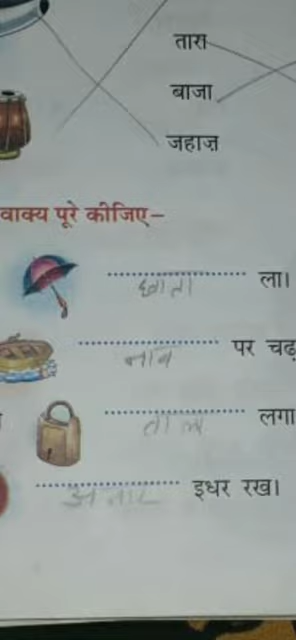 तारा
बाजा
जहाज़
वाक्य पूरे कीजिए–
........................ ला।
छाता
........................ पर चढ़
नाव
........................ लगा
ताला
........................ इधर रख।
अनार